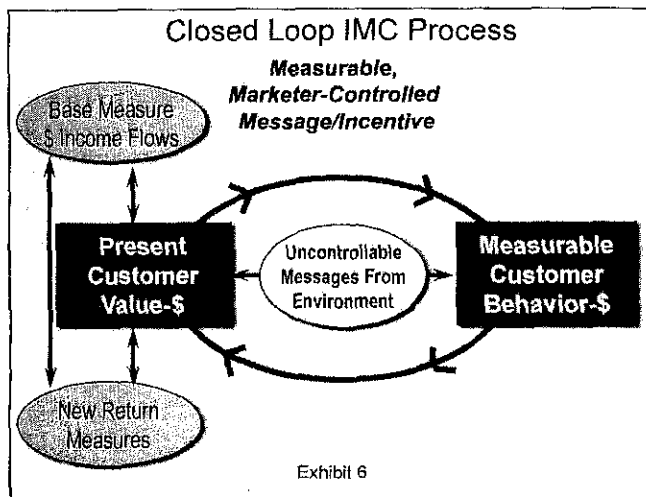 Closed Loop IMC Process
Measurable,
Marketer-Controlled
Message/Incentive
Base Measure
$ Income Flows
Present
Customer
Value-$
Uncontrollable
Messages From
Environment
Measurable
Customer
Behavior-$
New Return
Measures
Exhibit 6